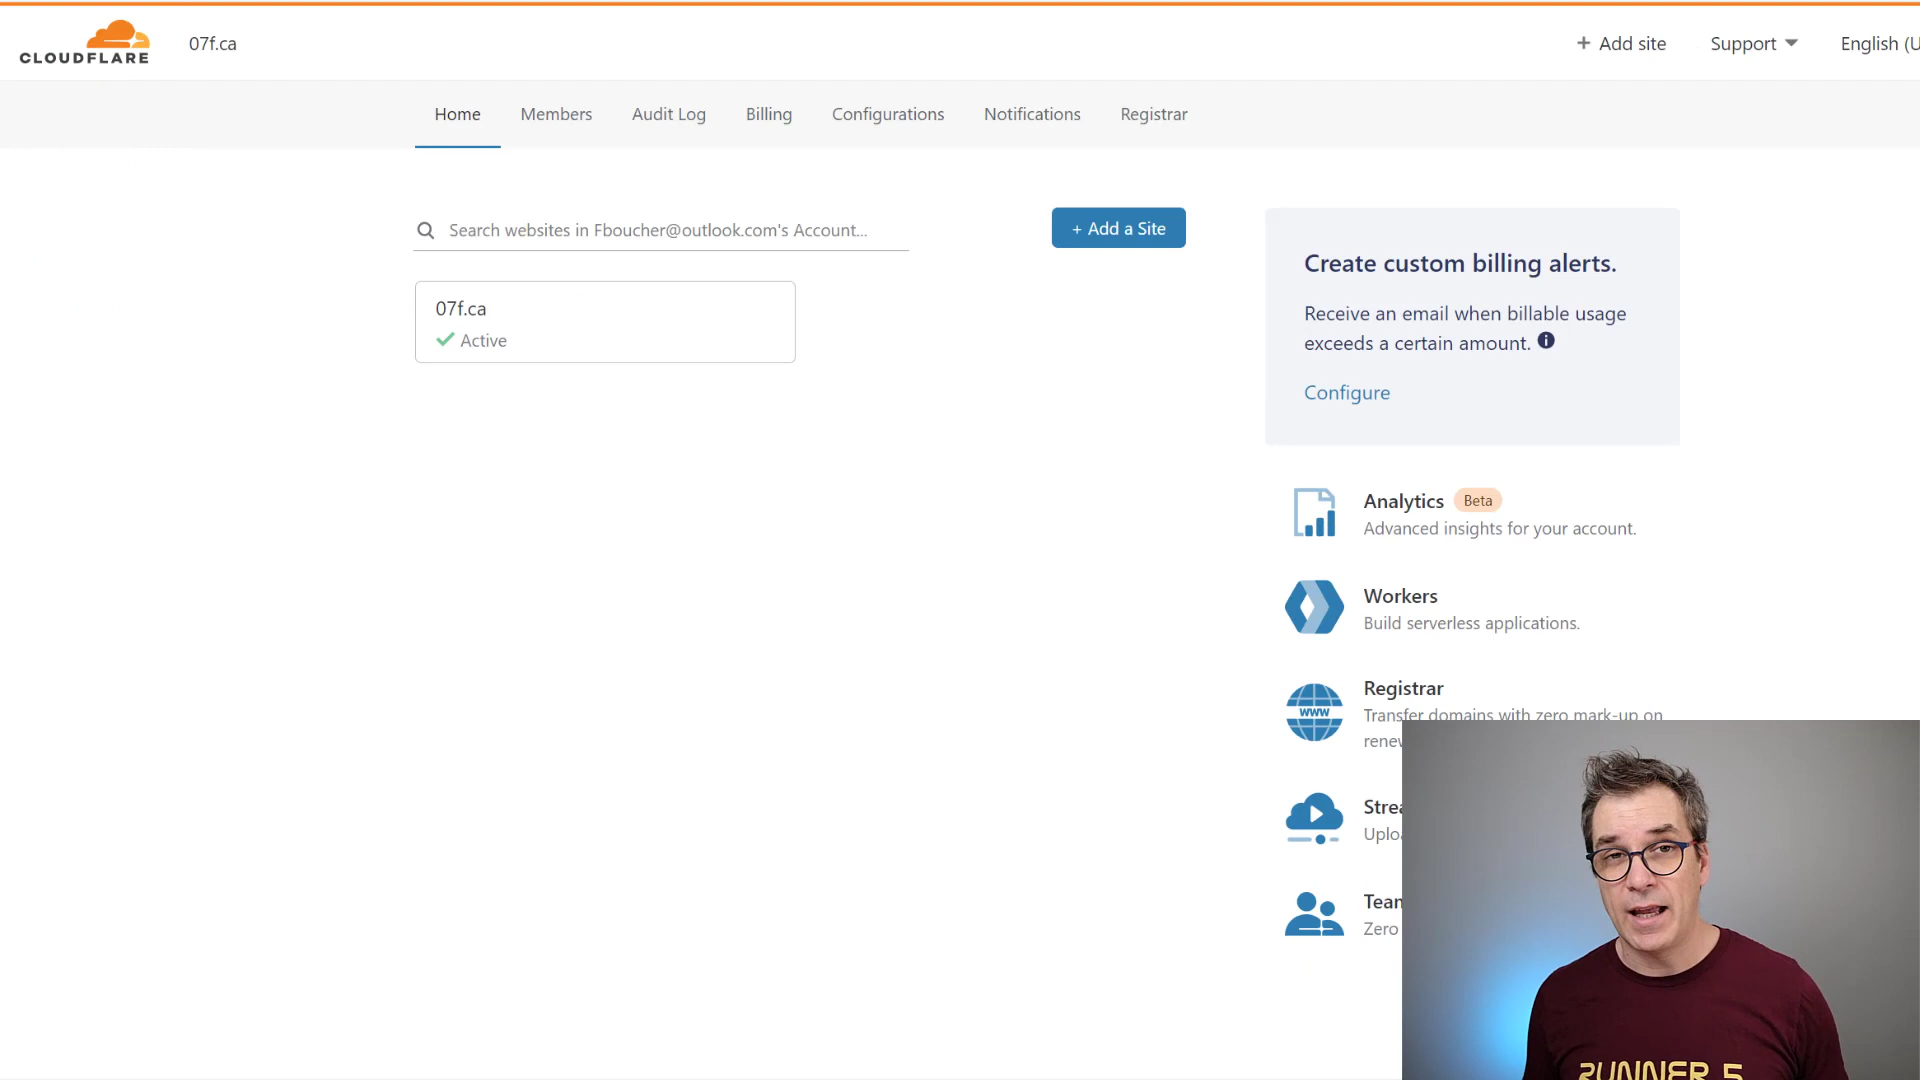 CLOUDFLARE
07f.ca
+ Add site
Support
English (U
Home
Members
Audit Log
Billing
Configurations
Notifications
Registrar
Search websites in Fboucher@outlook.com's Account...
+ Add a Site
07f.ca
Active
Create custom billing alerts.
Receive an email when billable usage
exceeds a certain amount.
Configure
Analytics Beta
Advanced insights for your account.
Workers
Build serverless applications.
Registrar
www
Transfer domains with zero mark-up on
Zero
RUNNER 5